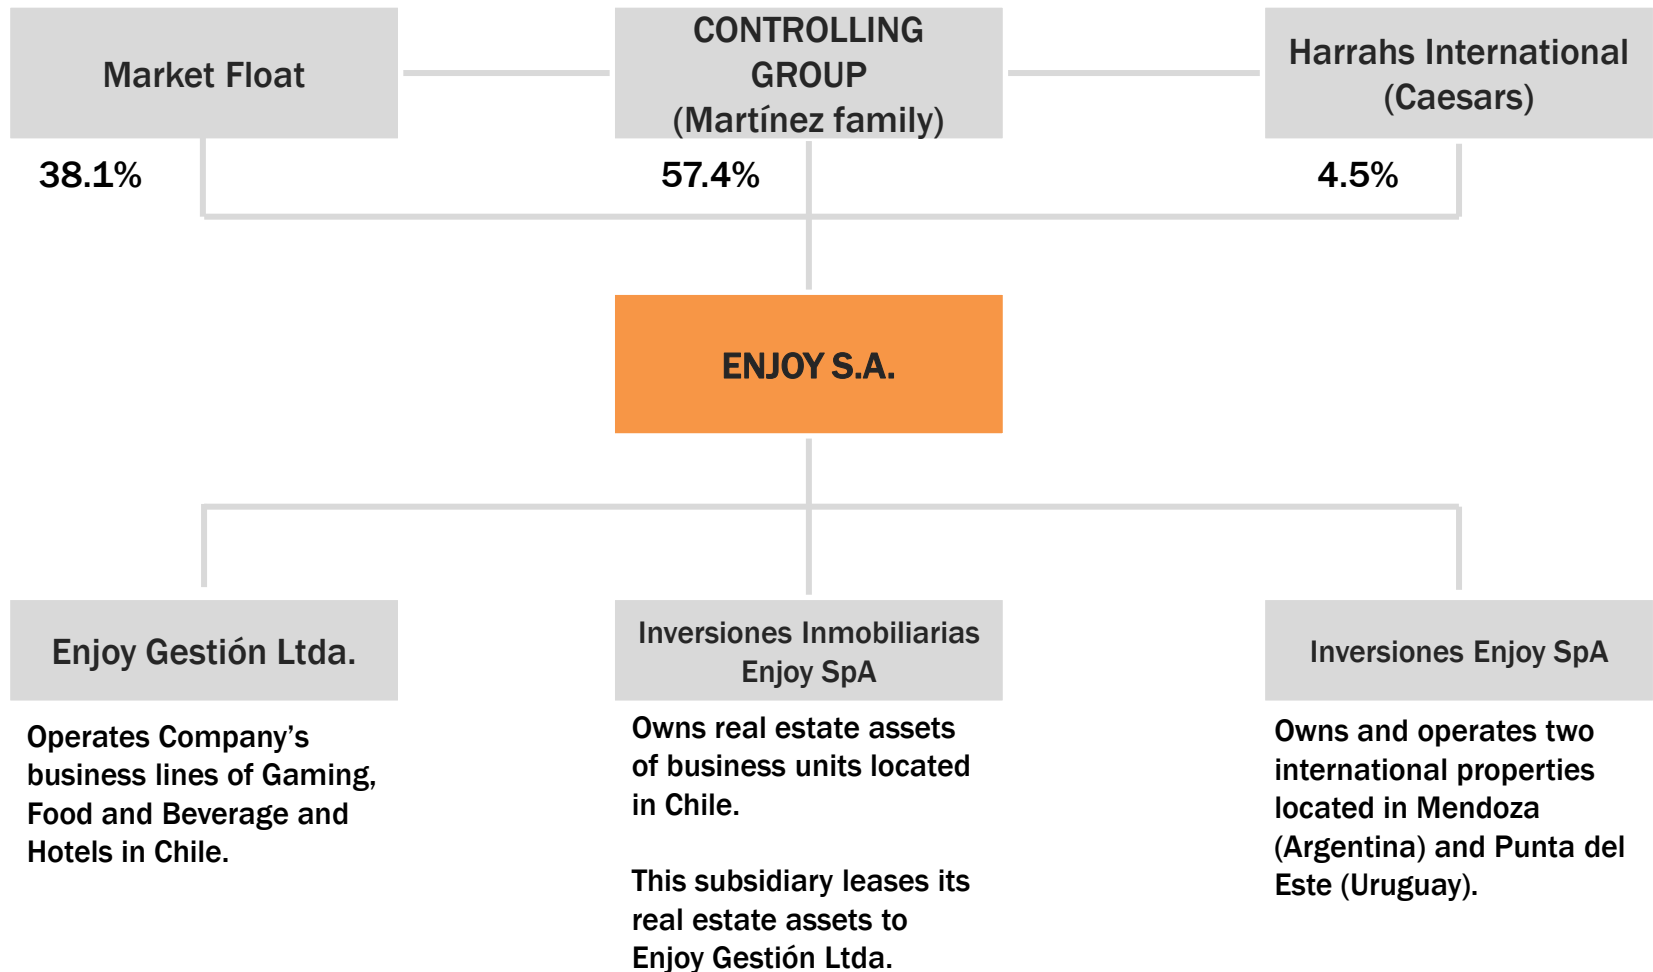 Market Float
CONTROLLING
GROUP
(Martínez family)
Harrahs International
(Caesars)
38.1%
57.4%
4.5%
ENJOY S.A.
Enjoy Gestión Ltda.
Operates Company’s
business lines of Gaming,
Food and Beverage and
Hotels in Chile.
Inversiones Inmobiliarias
Enjoy SpA
Owns real estate assets
of business units located
in Chile.
This subsidiary leases its
real estate assets to
Enjoy Gestión Ltda.
Inversiones Enjoy SpA
Owns and operates two
international properties
located in Mendoza
(Argentina) and Punta del
Este (Uruguay).